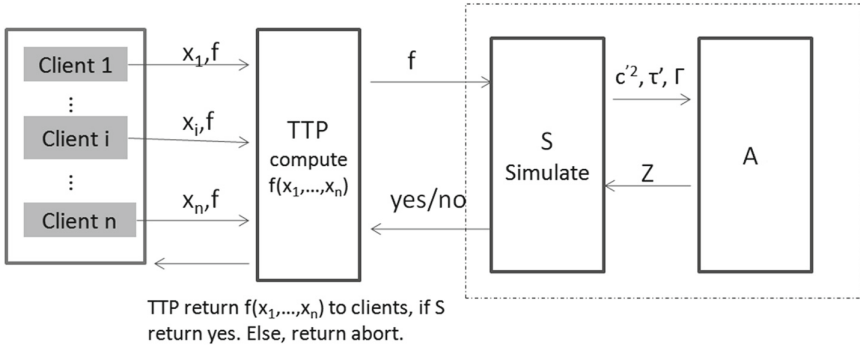 Client 1
⋮
Client i
⋮
Client n
x₁,f
xᵢ,f
xₙ,f
TTP
compute
f(x₁,...,xₙ)
f
yes/no
S
Simulate
c'², τ', Γ
Z
A
TTP return f(x₁,...,xₙ) to clients, if S
return yes. Else, return abort.